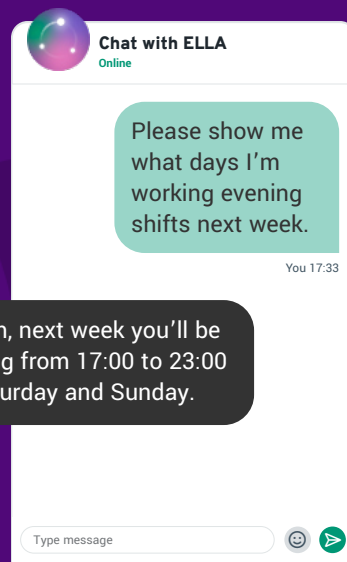 Chat with ELLA
Online
Please show me
what days I'm
working evening
shifts next week.
You 17:33
, next week you'll be
from 17:00 to 23:00
and Sunday.
Type message